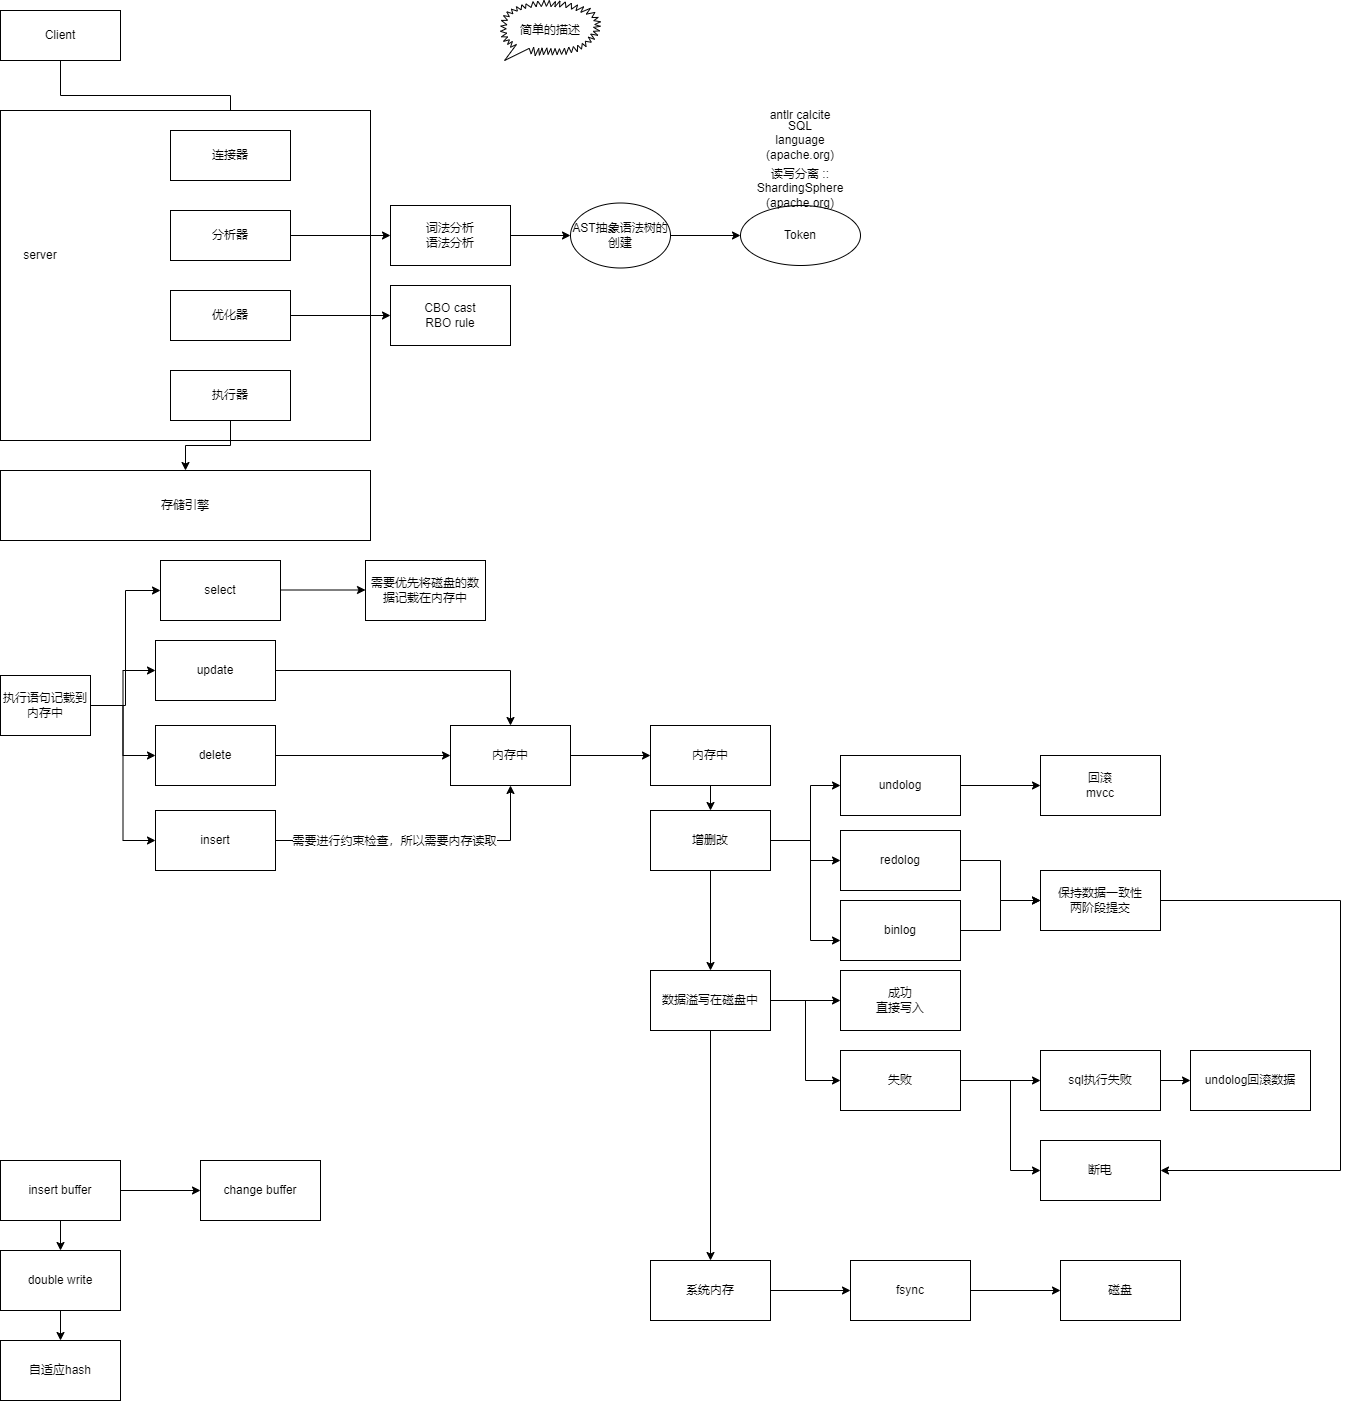 Client
简单的描述
server
连接器
antlr calcite
SQL
language
(apache.org)
读写分离 ::
ShardingSphere
(apache.org)
分析器
词法分析
语法分析
AST抽象语法树的
创建
Token
优化器
CBO cast
RBO rule
执行器
存储引擎
select
需要优先将磁盘的数
据记载在内存中
update
执行语句记载到
内存中
delete
内存中
内存中
insert
需要进行约束检查，所以需要内存读取
增删改
undolog
回滚
mvcc
redolog
binlog
保持数据一致性
两阶段提交
数据溢写在磁盘中
成功
直接写入
失败
sql执行失败
undolog回滚数据
断电
insert buffer
change buffer
double write
系统内存
fsync
磁盘
自适应hash